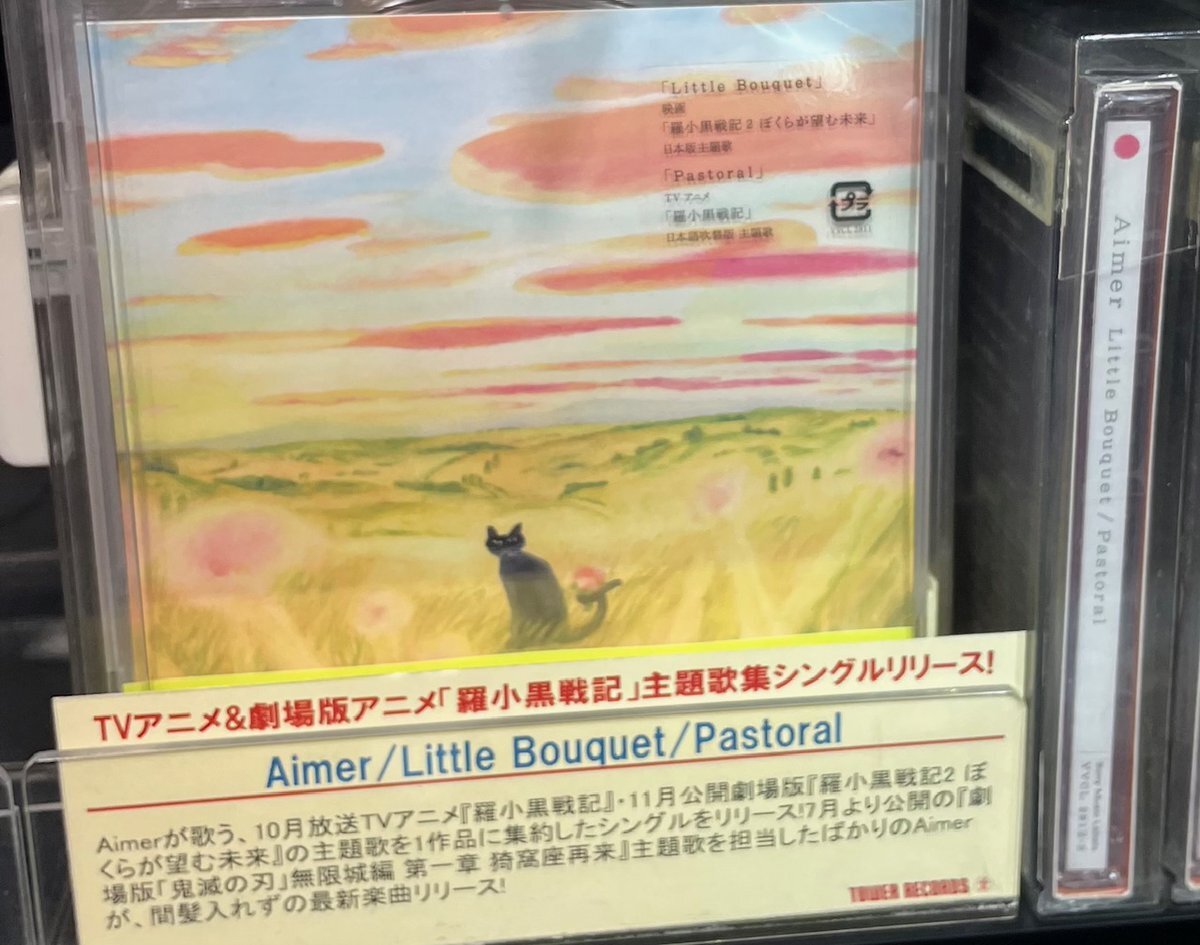 「Little Bouquet」
映画
「羅小黒戦記2 ぼくらが望む未来」
日本版主題歌
「Pastoral」
TVアニメ
「羅小黒戦記」
日本語吹替版 主題歌
プラ
TVアニメ&劇場版アニメ「羅小黒戦記」主題歌集シングルリリース!
Aimer/Little Bouquet/Pastoral
Aimerが歌う、10月放送TVアニメ『羅小黒戦記』・11月公開劇場版『羅小黒戦記2 ぼ
くらが望む未来』の主題歌を1作品に集約したシングルをリリース!7月より公開の『劇
場版「鬼滅の刃」無限城編 第一章 猗窩座再来』主題歌を担当したばかりのAimer
が、間髪入れずの最新楽曲リリース!
TOWER RECORDS
Aimer Little Bouquet/Pastoral
Sony Music Labels